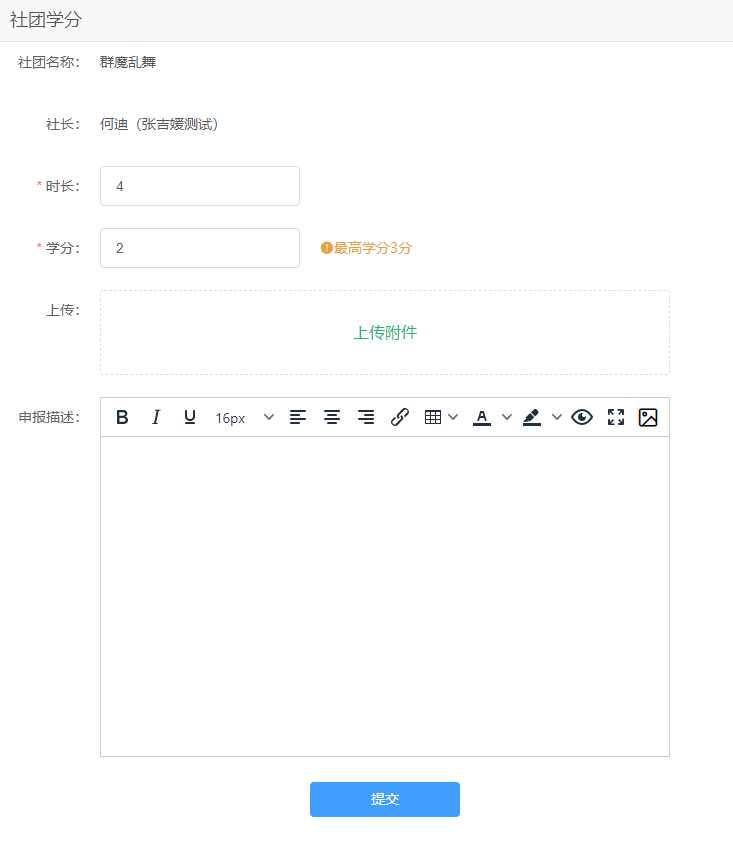 社团学分
社团名称: 群魔乱舞
社长: 何迪（张吉媛测试）
* 时长: 4
* 学分: 2 最高学分3分
上传: 上传附件
申报描述: B I U 16px A
提交